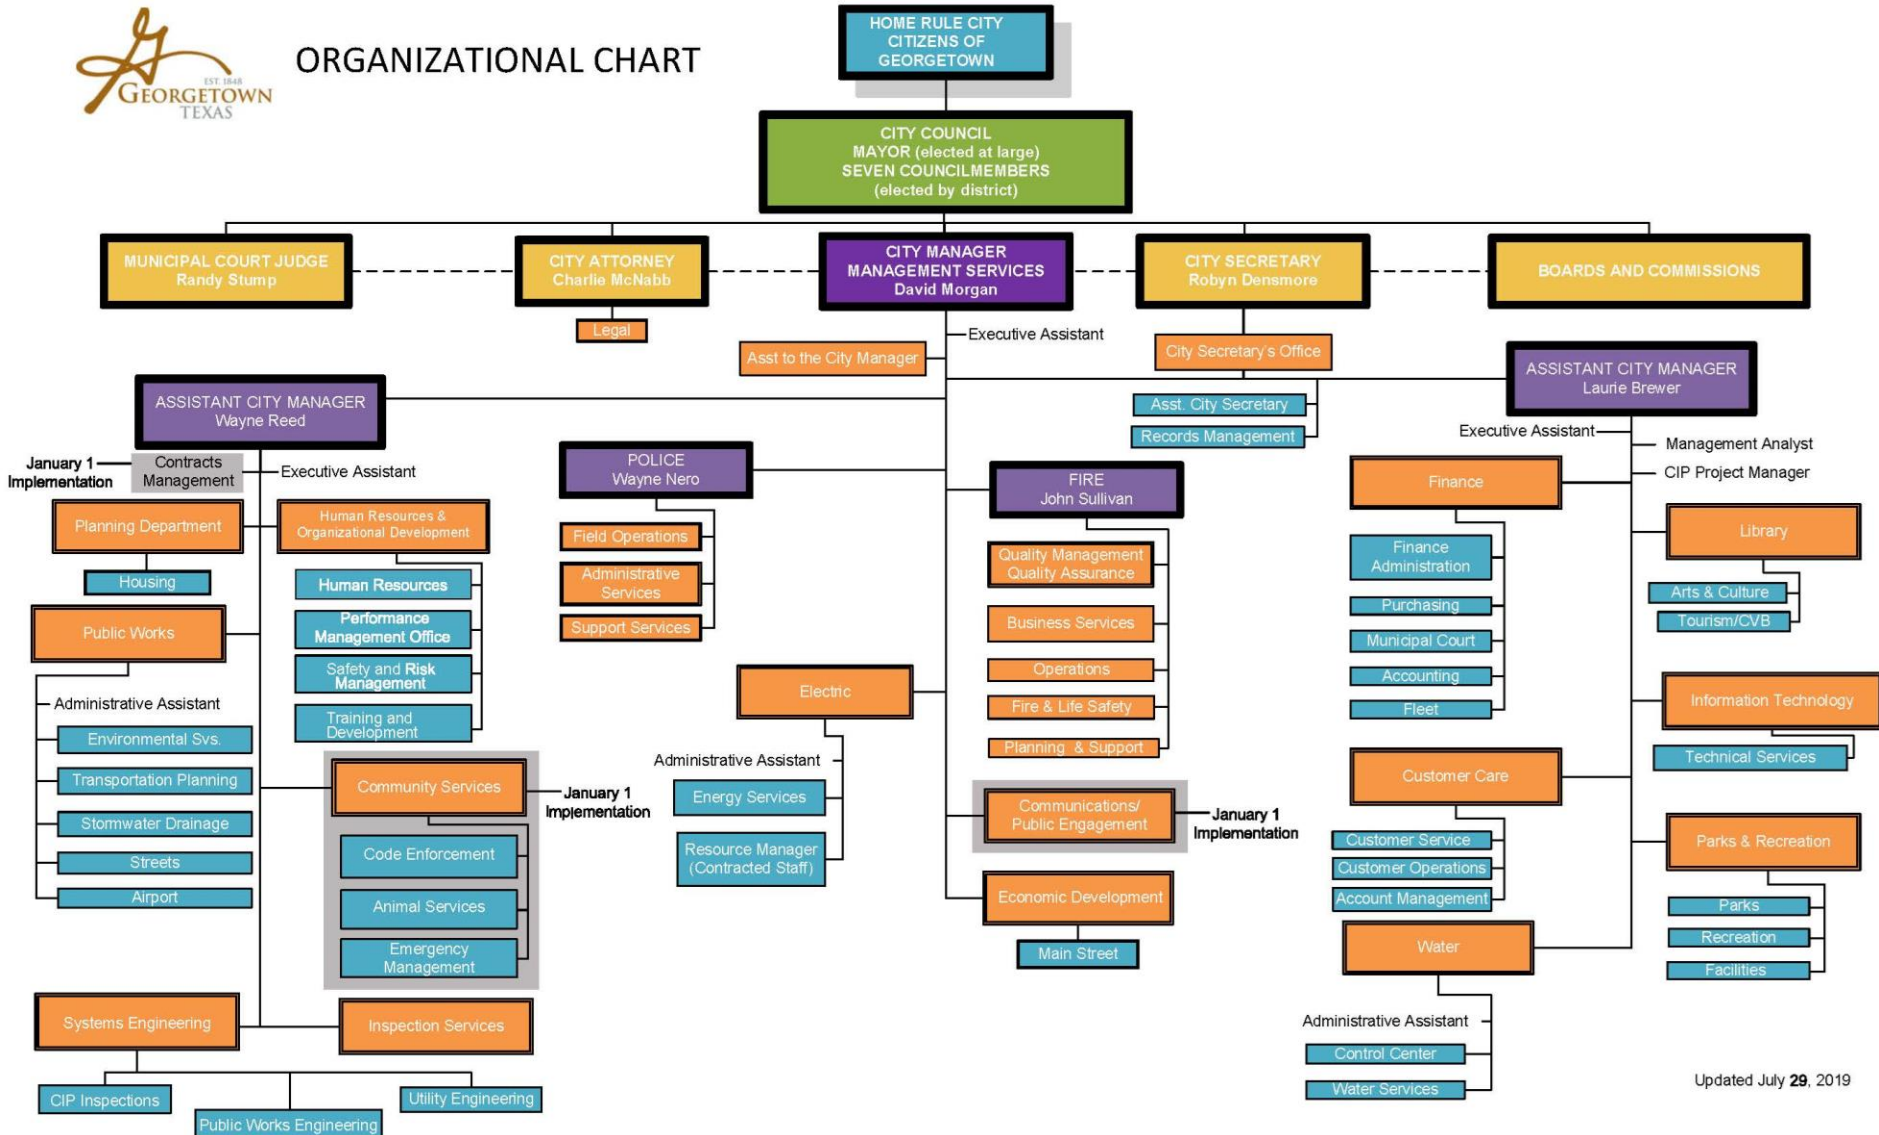 EST. 1848
GEORGETOWN
TEXAS
ORGANIZATIONAL CHART
HOME RULE CITY
CITIZENS OF
GEORGETOWN
CITY COUNCIL
MAYOR (elected at large)
SEVEN COUNCILMEMBERS
(elected by district)
MUNICIPAL COURT JUDGE
Randy Stump
CITY ATTORNEY
Charlie McNabb
CITY MANAGER
MANAGEMENT SERVICES
David Morgan
CITY SECRETARY
Robyn Densmore
BOARDS AND COMMISSIONS
Legal
Executive Assistant
Asst to the City Manager
City Secretary's Office
Asst. City Secretary
Records Management
ASSISTANT CITY MANAGER
Wayne Reed
January 1
Implementation
Contracts
Management
Executive Assistant
Planning Department
Housing
Human Resources &
Organizational Development
Human Resources
Performance
Management Office
Safety and Risk
Management
Training and
Development
Public Works
Administrative Assistant
Environmental Svs.
Transportation Planning
Stormwater Drainage
Streets
Airport
Community Services
January 1
Implementation
Code Enforcement
Animal Services
Emergency
Management
Systems Engineering
CIP Inspections
Public Works Engineering
Utility Engineering
Inspection Services
POLICE
Wayne Nero
Field Operations
Administrative
Services
Support Services
FIRE
John Sullivan
Quality Management
Quality Assurance
Business Services
Operations
Fire & Life Safety
Planning & Support
Electric
Administrative Assistant
Energy Services
Resource Manager
(Contracted Staff)
Communications/
Public Engagement
January 1
Implementation
Economic Development
Main Street
ASSISTANT CITY MANAGER
Laurie Brewer
Executive Assistant
Management Analyst
CIP Project Manager
Finance
Finance
Administration
Purchasing
Municipal Court
Accounting
Fleet
Library
Arts & Culture
Tourism/CVB
Information Technology
Technical Services
Customer Care
Customer Service
Customer Operations
Account Management
Parks & Recreation
Parks
Recreation
Facilities
Water
Administrative Assistant
Control Center
Water Services
Updated July 29, 2019